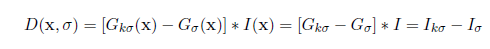 D(x, σ) = [G_{kσ}(x) − G_σ(x)] ∗ I(x) = [G_{kσ} − G_σ] ∗ I = I_{kσ} − I_σ